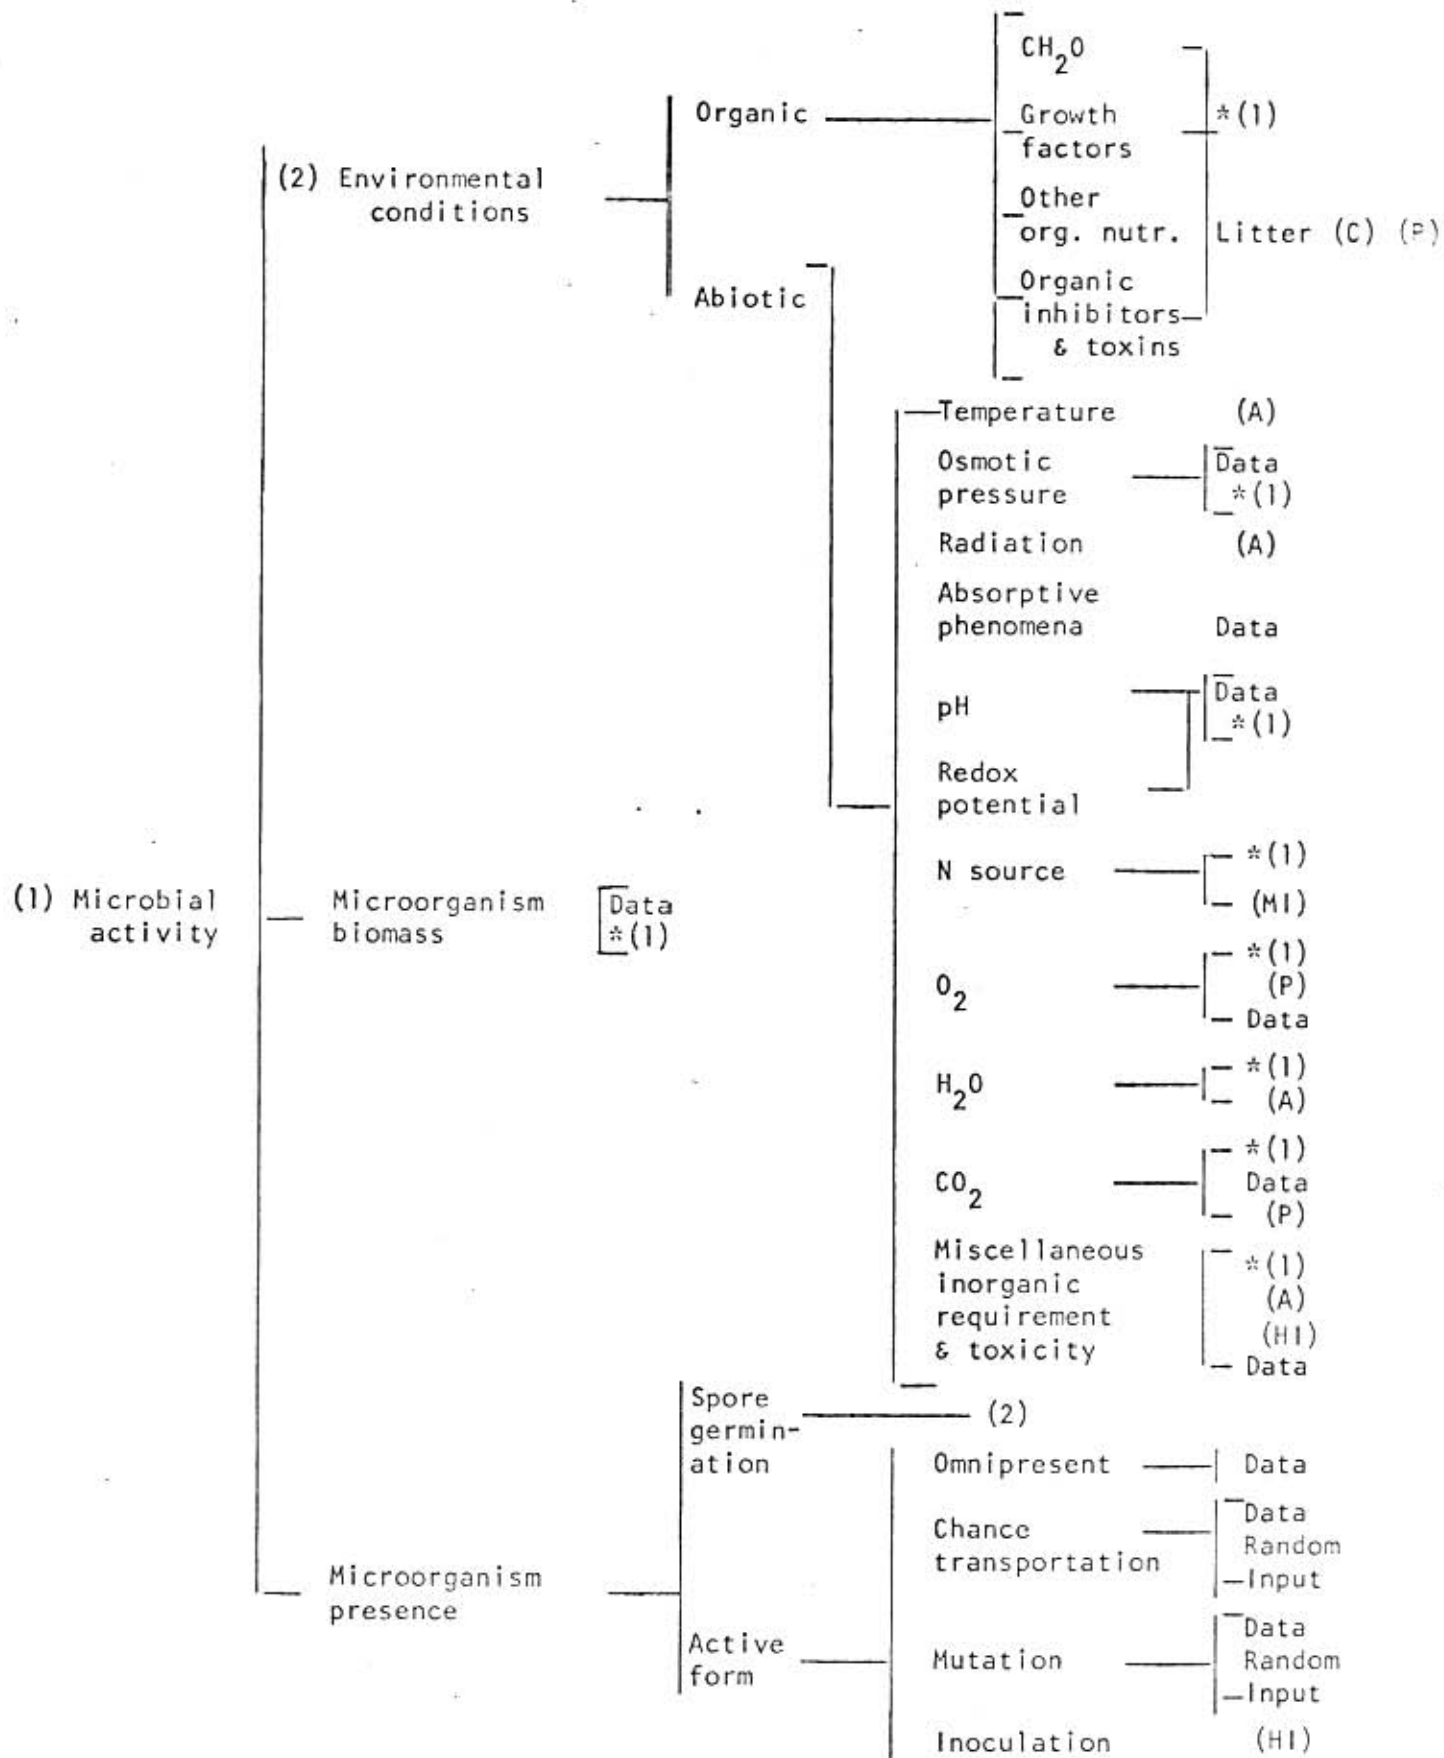 CH2O
Organic
Growth factors
*(1)
(2) Environmental conditions
Other org. nutr.
Litter (C) (P)
Abiotic
Organic inhibitors & toxins
Temperature (A)
Osmotic pressure
Data
*(1)
Radiation (A)
Absorptive phenomena Data
pH
Data
*(1)
Redox potential
(1) Microbial activity
Microorganism biomass
Data
*(1)
N source
*(1)
(MI)
O2
*(1)
(P)
Data
H2O
*(1)
(A)
CO2
*(1)
Data
(P)
Miscellaneous inorganic requirement & toxicity
*(1)
(A)
(HI)
Data
Spore germin-
ation
(2)
Microorganism presence
Active form
Omnipresent Data
Chance transportation
Data
Random
Input
Mutation
Data
Random
Input
Inoculation (HI)